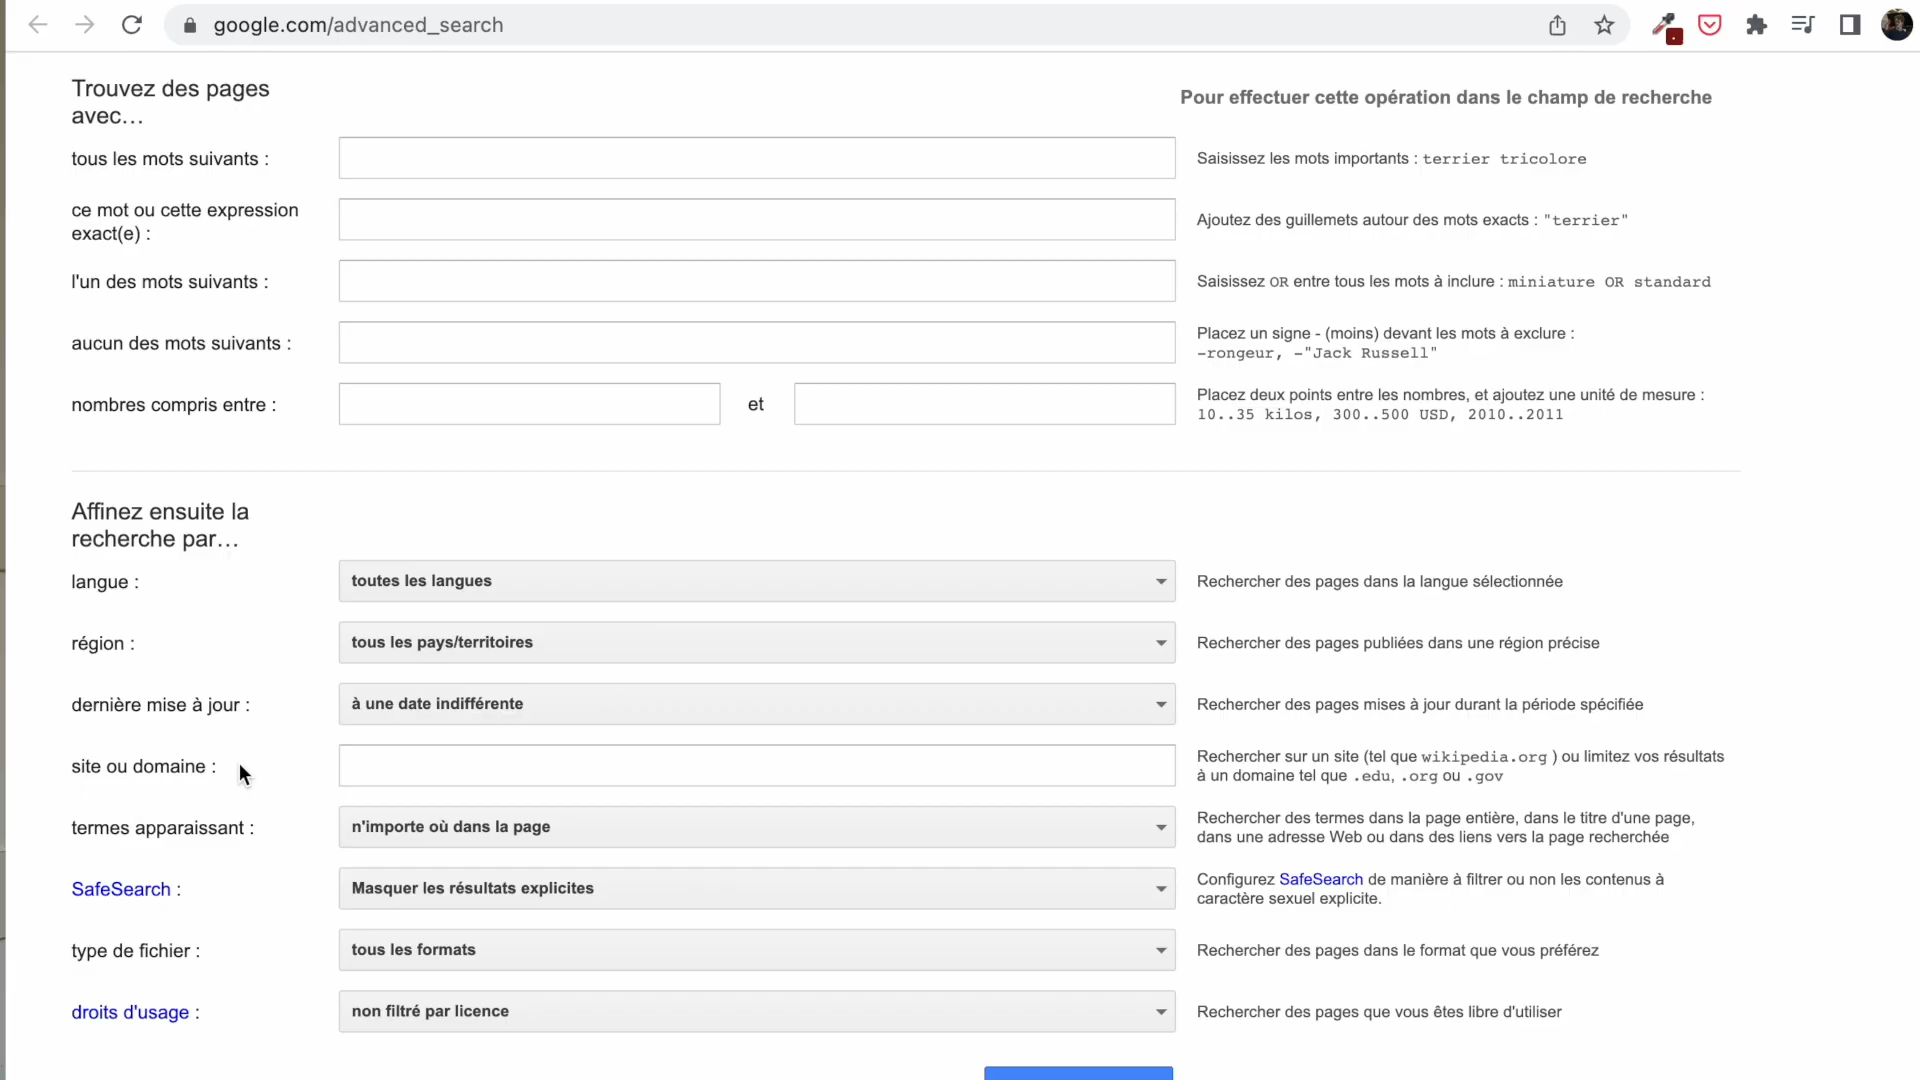 google.com/advanced_search
Trouvez des pages
avec…
Pour effectuer cette opération dans le champ de recherche
tous les mots suivants :
Saisissez les mots importants : terrier tricolore
ce mot ou cette expression
exact(e) :
Ajoutez des guillemets autour des mots exacts : "terrier"
l'un des mots suivants :
Saisissez OR entre tous les mots à inclure : miniature OR standard
aucun des mots suivants :
Placez un signe - (moins) devant les mots à exclure :
-rongeur, -"Jack Russell"
nombres compris entre :
et
Placez deux points entre les nombres, et ajoutez une unité de mesure :
10..35 kilos, 300..500 USD, 2010..2011
Affinez ensuite la
recherche par…
langue :
toutes les langues
Rechercher des pages dans la langue sélectionnée
région :
tous les pays/territoires
Rechercher des pages publiées dans une région précise
dernière mise à jour :
à une date indifférente
Rechercher des pages mises à jour durant la période spécifiée
site ou domaine :
Rechercher sur un site (tel que wikipedia.org ) ou limitez vos résultats
à un domaine tel que .edu, .org ou .gov
termes apparaissant :
n'importe où dans la page
Rechercher des termes dans la page entière, dans le titre d'une page,
dans une adresse Web ou dans des liens vers la page recherchée
SafeSearch :
Masquer les résultats explicites
Configurez SafeSearch de manière à filtrer ou non les contenus à
caractère sexuel explicite.
type de fichier :
tous les formats
Rechercher des pages dans le format que vous préférez
droits d'usage :
non filtré par licence
Rechercher des pages que vous êtes libre d'utiliser